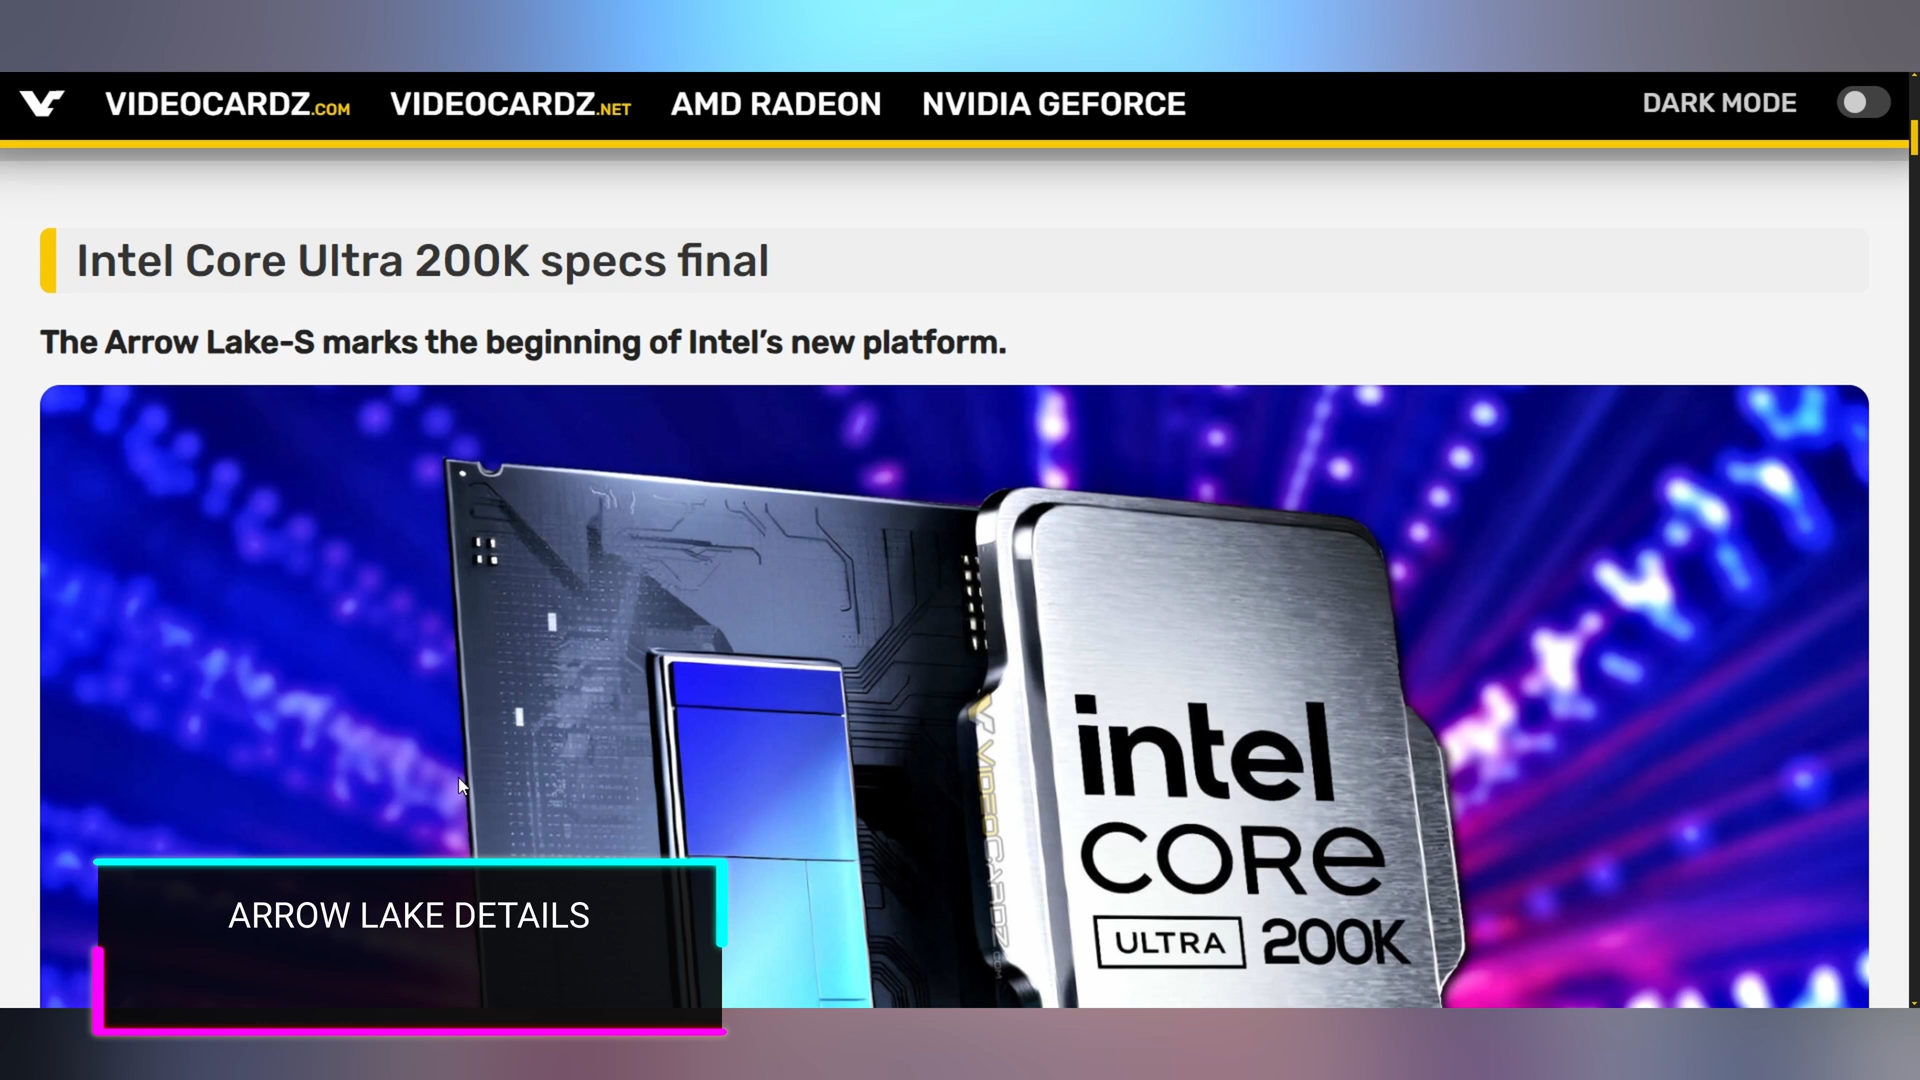 VIDEOCARDZ.COM VIDEOCARDZ.NET AMD RADEON NVIDIA GEFORCE DARK MODE
Intel Core Ultra 200K specs final
The Arrow Lake-S marks the beginning of Intel's new platform.
VIDEOCARDZ.COM
intel
CORE
ULTRA 200K
ARROW LAKE DETAILS